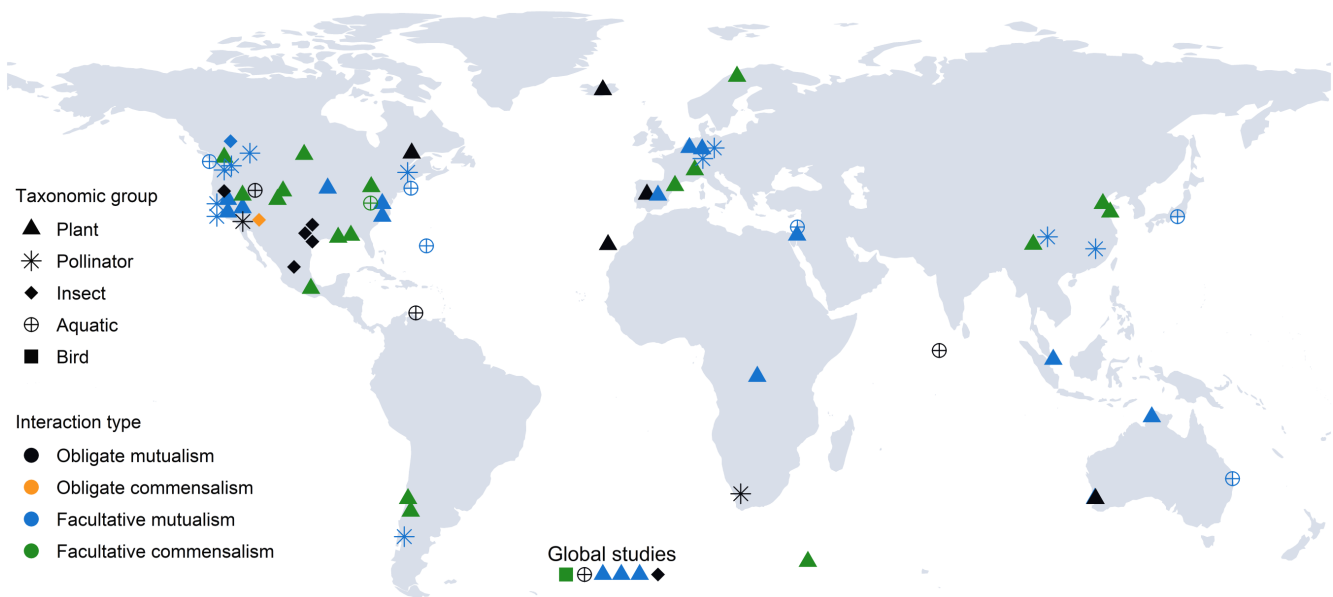 Taxonomic group
Plant
Pollinator
Insect
Aquatic
Bird
Interaction type
Obligate mutualism
Obligate commensalism
Facultative mutualism
Facultative commensalism
Global studies